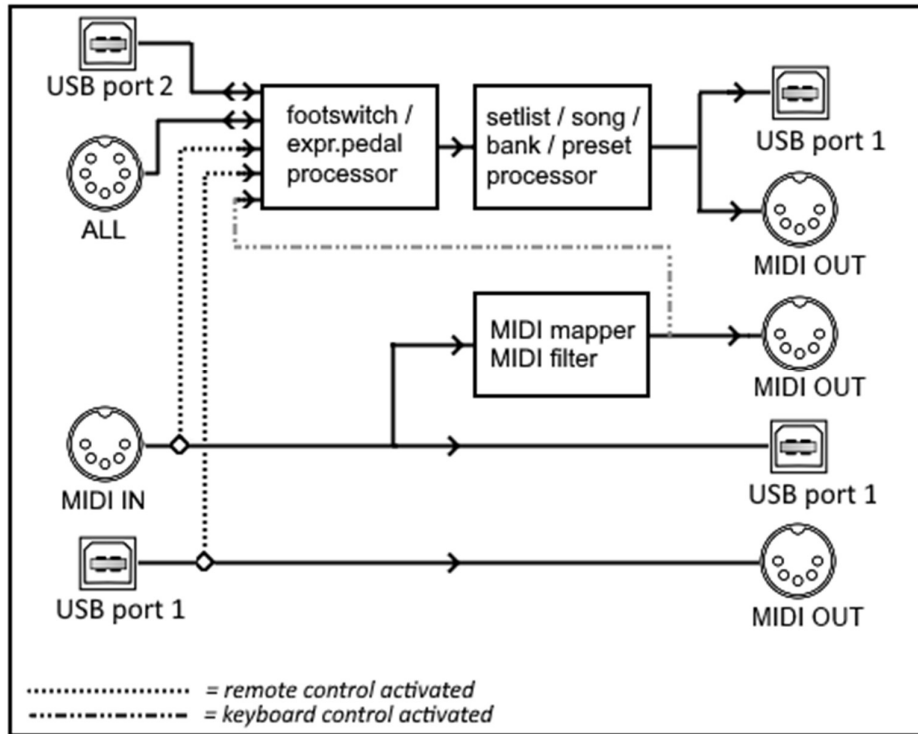 USB port 2
footswitch /
expr.pedal
processor
setlist / song /
bank / preset
processor
USB port 1
ALL
MIDI OUT
MIDI mapper
MIDI filter
MIDI OUT
MIDI IN
USB port 1
USB port 1
MIDI OUT
= remote control activated
= keyboard control activated